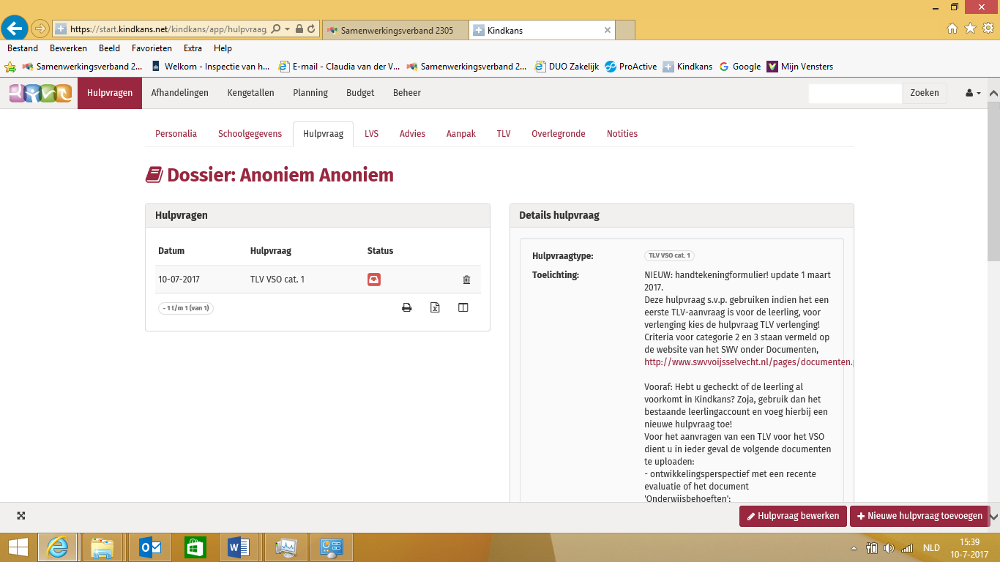 https://start.kindkans.net/kindkans/app/hulpvraag
Samenwerkingsverband 2305
Kindkans
Bestand Bewerken Beeld Favorieten Extra Help
Samenwerkingsverband 2... Welkom - Inspectie van h... E-mail - Claudia van der V... Samenwerkingsverband 2... DUO Zakelijk ProActive Kindkans Google Mijn Vensters
Hulpvragen Afhandelingen Kengetallen Planning Budget Beheer Zoeken
Personalia Schoolgegevens Hulpvraag LVS Advies Aanpak TLV Overlegronde Notities
Dossier: Anoniem Anoniem
Hulpvragen
Datum Hulpvraag Status
10-07-2017 TLV VSO cat. 1
- 1 t/m 1 (van 1)
Details hulpvraag
Hulpvraagtype: TLV VSO cat. 1
Toelichting: NIEUW: handtekeningformulier! update 1 maart
2017.
Deze hulpvraag s.v.p. gebruiken indien het een
eerste TLV-aanvraag is voor de leerling, voor
verlenging kies de hulpvraag TLV verlenging!
Criteria voor categorie 2 en 3 staan vermeld op
de website van het SWV onder Documenten,
http://www.swvvoijsselvecht.nl/pages/documenten.
Vooraf: Hebt u gecheckt of de leerling al
voorkomt in Kindkans? Zoja, gebruik dan het
bestaande leerlingaccount en voeg hierbij een
nieuwe hulpvraag toe!
Voor het aanvragen van een TLV voor het VSO
dient u in ieder geval de volgende documenten
te uploaden:
- ontwikkelingsperspectief met een recente
evaluatie of het document
'Onderwijsbehoeften';
Hulpvraag bewerken
Nieuwe hulpvraag toevoegen
NLD
15:39
10-7-2017